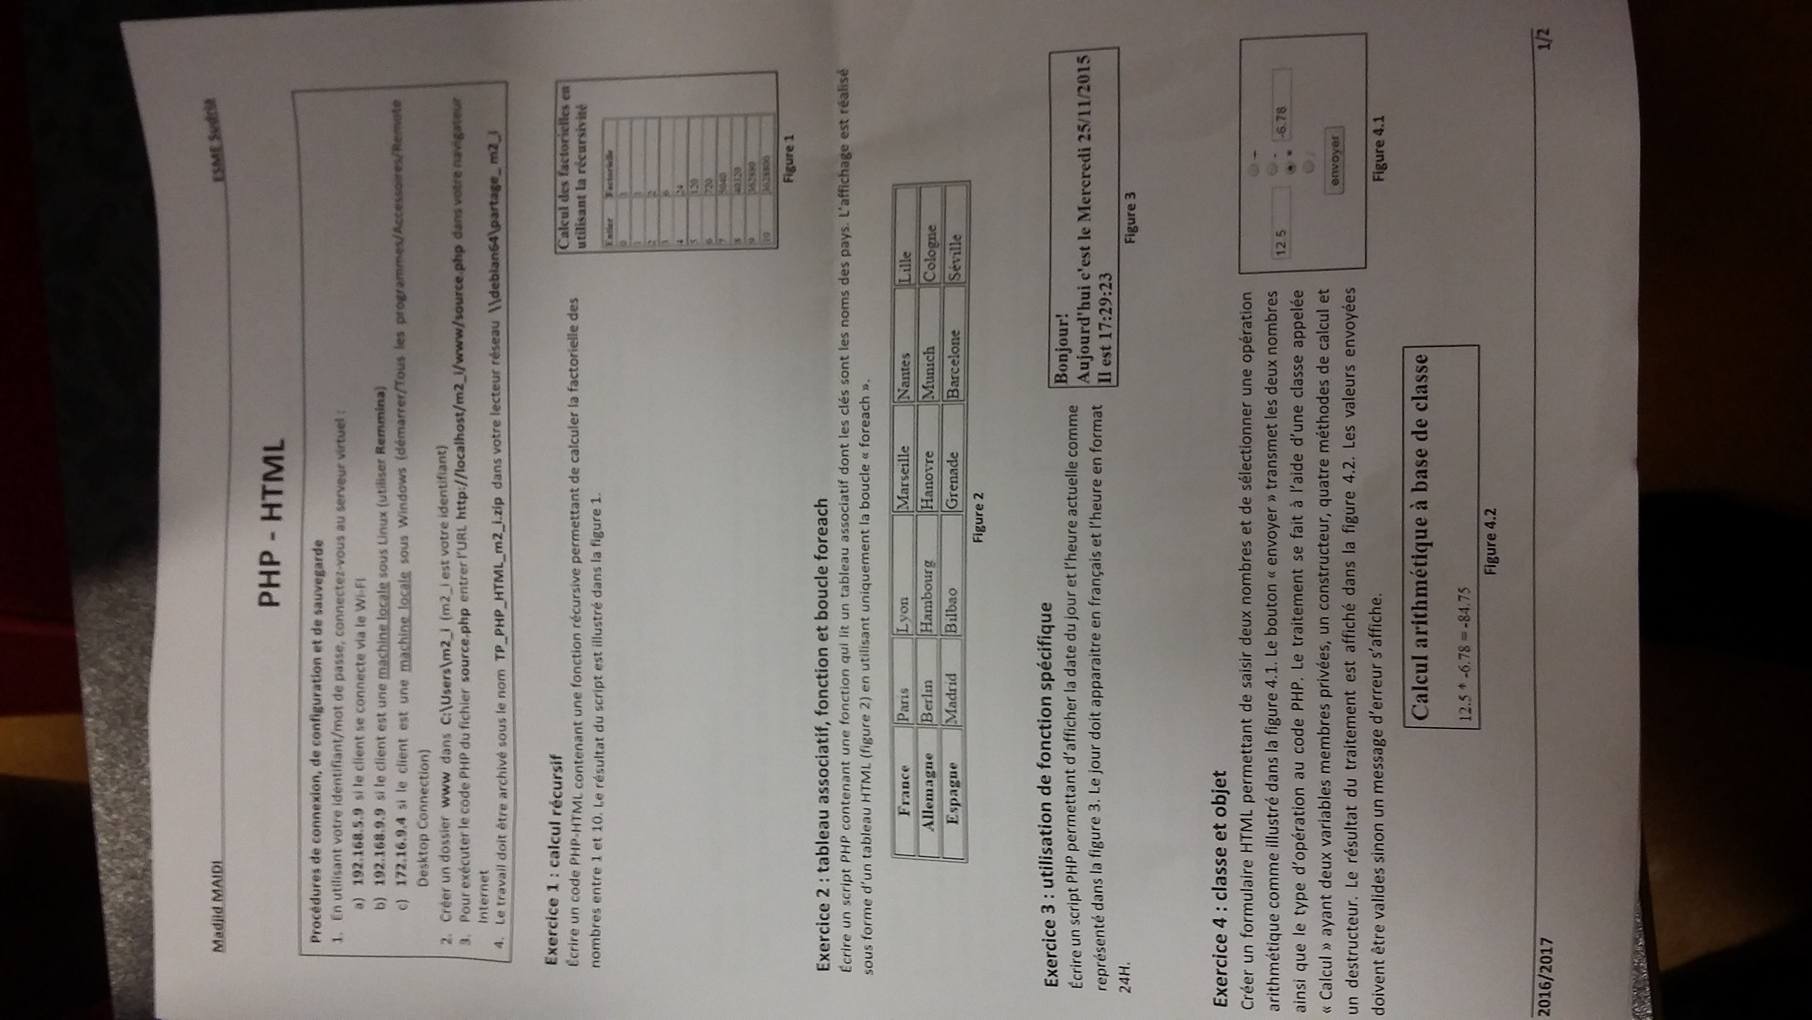 Madjid MAIDI
ESME Sudria
PHP - HTML
Procédures de connexion, de configuration et de sauvegarde
1. En utilisant votre identifiant/mot de passe, connectez-vous au serveur virtuel :
a) 192.168.5.9 si le client se connecte via le Wi-Fi
b) 192.168.9.9 si le client est une machine locale sous Linux (utiliser Remmina)
c) 172.16.9.4 si le client est une machine locale sous Windows (démarrer/Tous les programmes/Accessoires/Remote
Desktop Connection)
2. Créer un dossier www dans C:\Users\m2_i (m2_i est votre identifiant)
3. Pour exécuter le code PHP du fichier source.php entrer l'URL http://localhost/m2_i/www/source.php dans votre navigateur
Internet
4. Le travail doit être archivé sous le nom TP_PHP_HTML_m2_i.zip dans votre lecteur réseau \\debian64\partage_ m2_i
Exercice 1 : calcul récursif
Écrire un code PHP-HTML contenant une fonction récursive permettant de calculer la factorielle des
nombres entre 1 et 10. Le résultat du script est illustré dans la figure 1.
Calcul des factorielles en
utilisant la récursivité
Entier Factorielle
0 1
1 1
2 2
3 6
4 24
5 120
6 720
7 5040
8 40320
9 362880
10 3628800
Figure 1
Exercice 2 : tableau associatif, fonction et boucle foreach
Écrire un script PHP contenant une fonction qui lit un tableau associatif dont les clés sont les noms des pays. L'affichage est réalisé
sous forme d'un tableau HTML (figure 2) en utilisant uniquement la boucle « foreach ».
France Paris Lyon Marseille Nantes Lille
Allemagne Berlin Hambourg Hanovre Munich Cologne
Espagne Madrid Bilbao Grenade Barcelone Séville
Figure 2
Exercice 3 : utilisation de fonction spécifique
Écrire un script PHP permettant d'afficher la date du jour et l'heure actuelle comme
représenté dans la figure 3. Le jour doit apparaitre en français et l'heure en format
24H.
Bonjour!
Aujourd'hui c'est le Mercredi 25/11/2015
Il est 17:29:23
Figure 3
Exercice 4 : classe et objet
Créer un formulaire HTML permettant de saisir deux nombres et de sélectionner une opération
arithmétique comme illustré dans la figure 4.1. Le bouton « envoyer » transmet les deux nombres
ainsi que le type d'opération au code PHP. Le traitement se fait à l'aide d'une classe appelée
« Calcul » ayant deux variables membres privées, un constructeur, quatre méthodes de calcul et
un destructeur. Le résultat du traitement est affiché dans la figure 4.2. Les valeurs envoyées
doivent être valides sinon un message d'erreur s'affiche.
12.5
-
*
/
-6.78
envoyer
Figure 4.1
Calcul arithmétique à base de classe
12.5 * -6.78 = -84.75
Figure 4.2
2016/2017
1/2